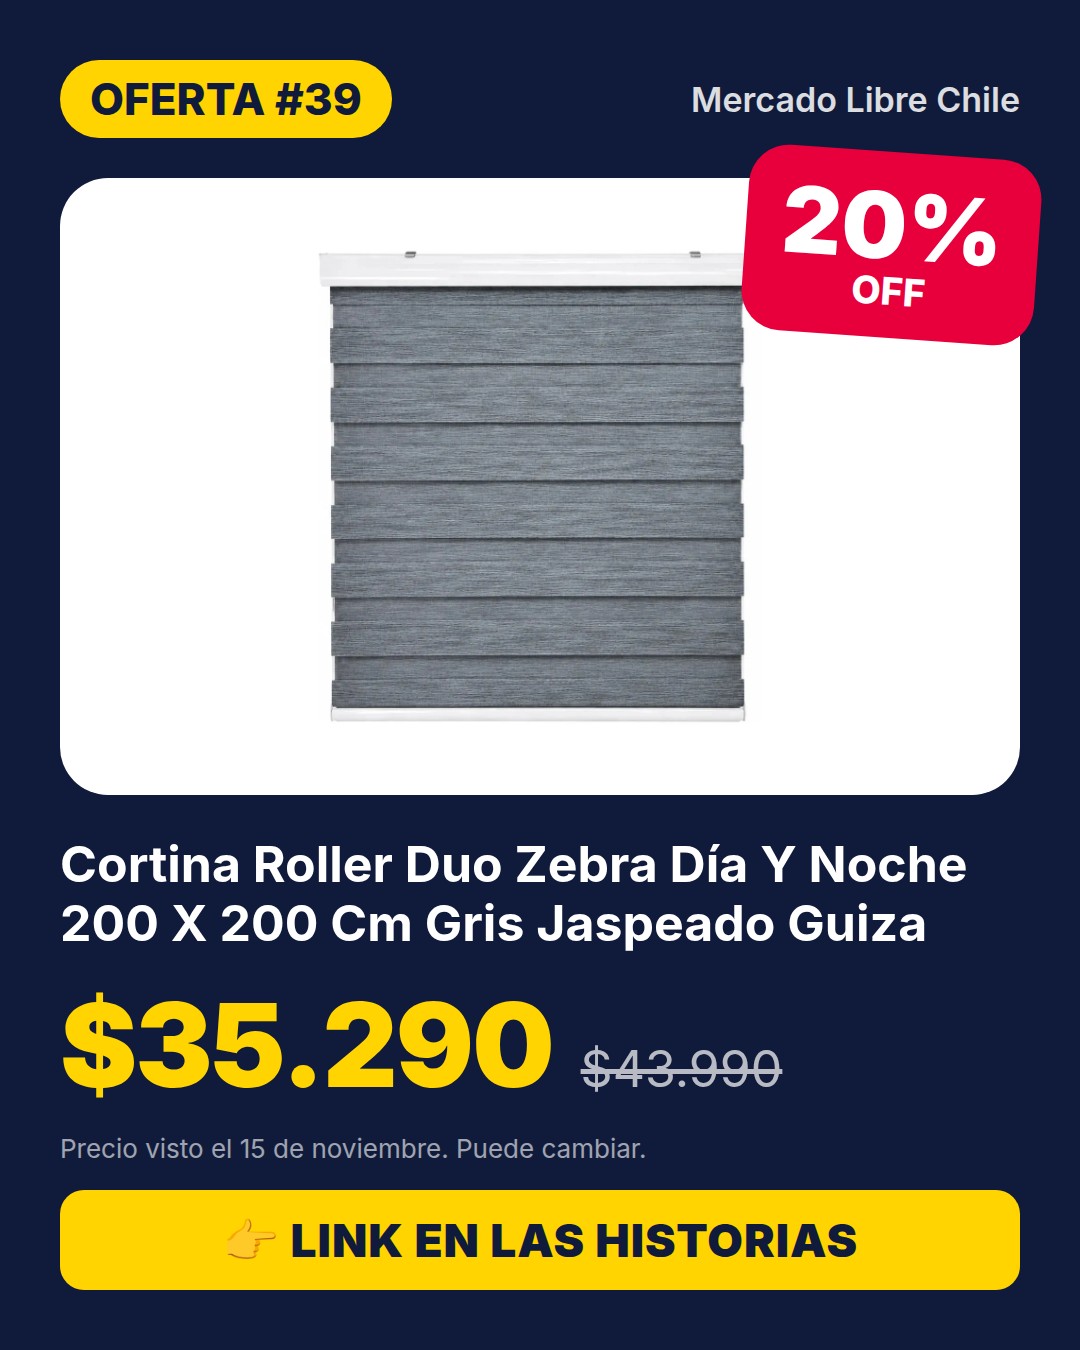 OFERTA #39
Mercado Libre Chile
20%
OFF
Cortina Roller Duo Zebra Día Y Noche
200 X 200 Cm Gris Jaspeado Guiza
$35.290 $43.990
Precio visto el 15 de noviembre. Puede cambiar.
👉 LINK EN LAS HISTORIAS